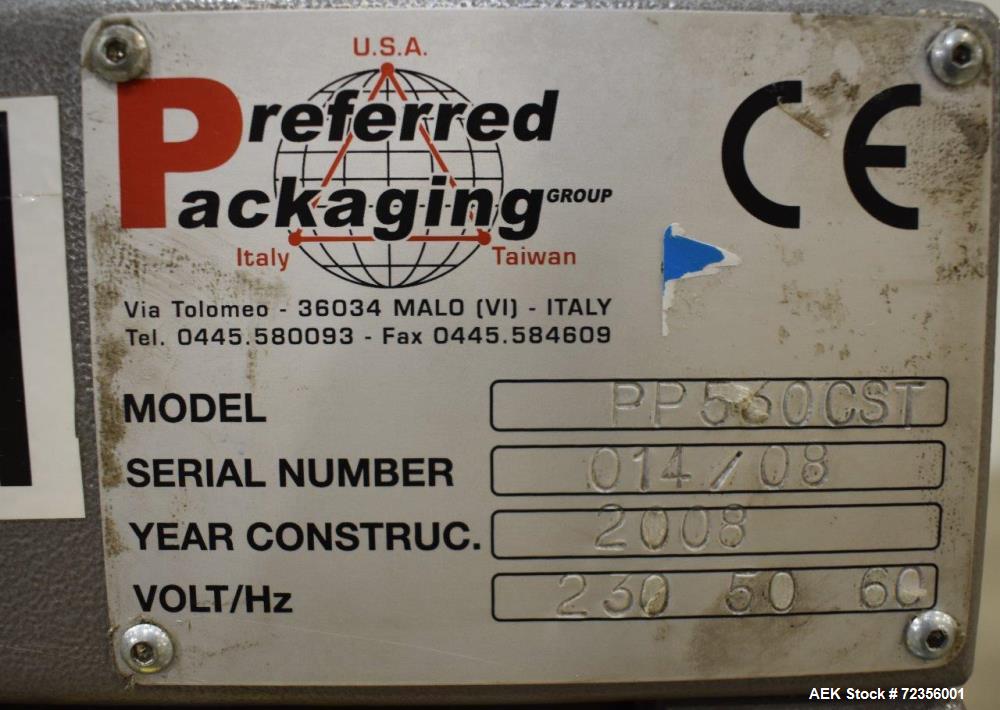 U.S.A.
Preferred
Packaging GROUP
Italy Taiwan
CE
Via Tolomeo - 36034 MALO (VI) - ITALY
Tel. 0445.580093 - Fax 0445.584609
MODEL PP560CST
SERIAL NUMBER 014/08
YEAR CONSTRUC. 2008
VOLT/Hz 230 50 60
AEK Stock # 72356001